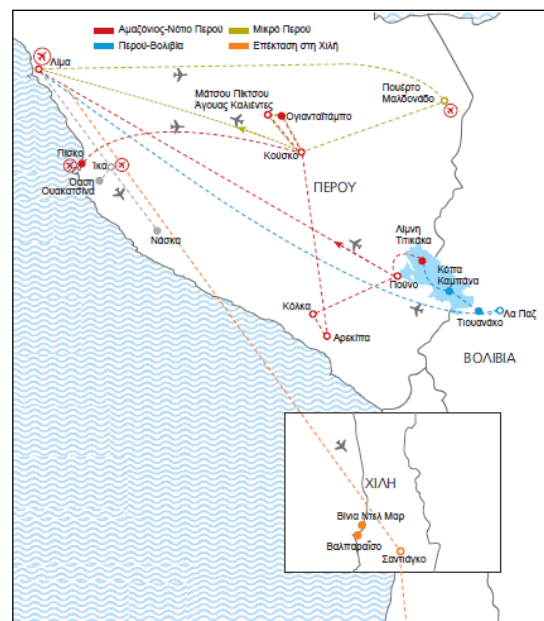 Αμαζόνιος-Νότιο Περού
Μικρό Περού
Περού-Βολιβία
Επέκταση στη Χιλή
Λίμα
Μάτσου Πίκτσου
Άγουας Καλιέντες
Ογιανταϊτάμπο
Πουέρτο
Μαλδονάδο
Κούσκο
Πίσκο
Ίκα
Όαση
Ουακατσίνα
ΠΕΡΟΥ
Νάσκα
Λίμνη
Τιτικάκα
Κόπα
Καμπάνα
Πούνο
Κόλκα
Λα Παζ
Τιουανάκο
Αρεκίπα
ΒΟΛΙΒΙΑ
ΧΙΛΗ
Βίνια Ντελ Μαρ
Βαλπαραΐσο
Σαντιάγκο